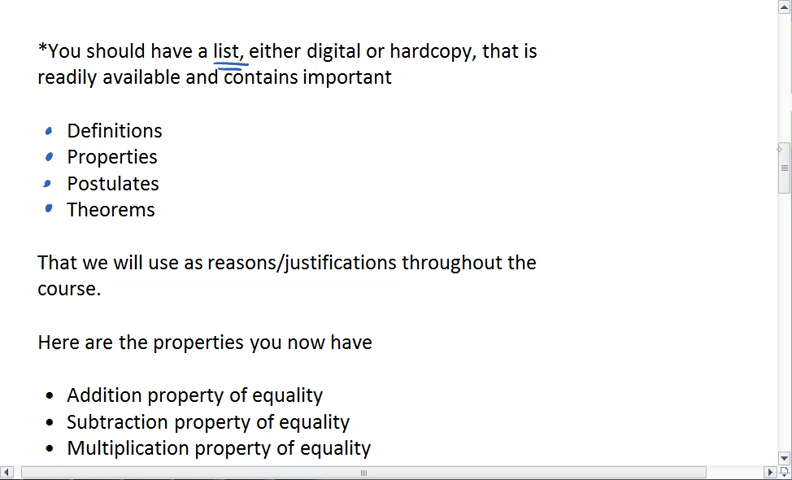 *You should have a list, either digital or hardcopy, that is
readily available and contains important
• Definitions
• Properties
• Postulates
• Theorems
That we will use as reasons/justifications throughout the
course.
Here are the properties you now have
• Addition property of equality
• Subtraction property of equality
• Multiplication property of equality